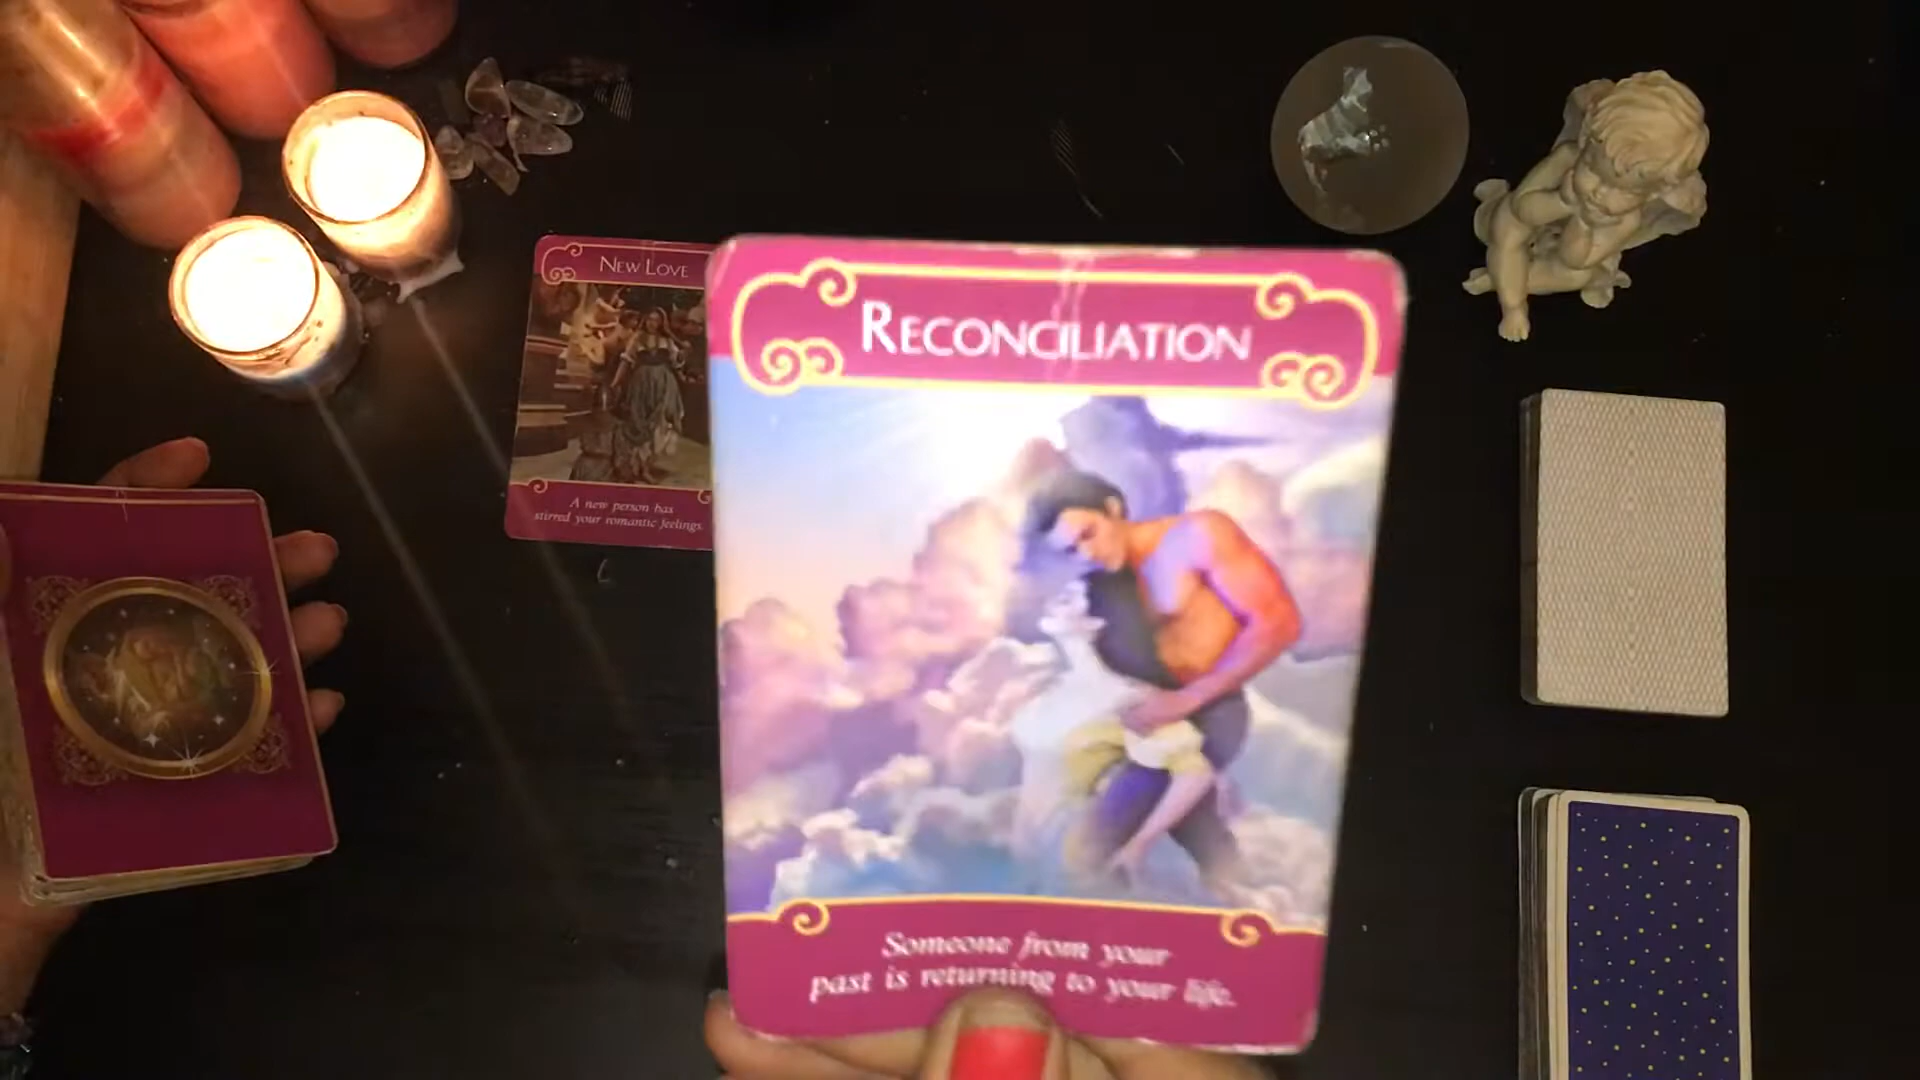 New Love
A new person has
stirred your romantic feelings.
Reconciliation
Someone from your
past is returning to your life.